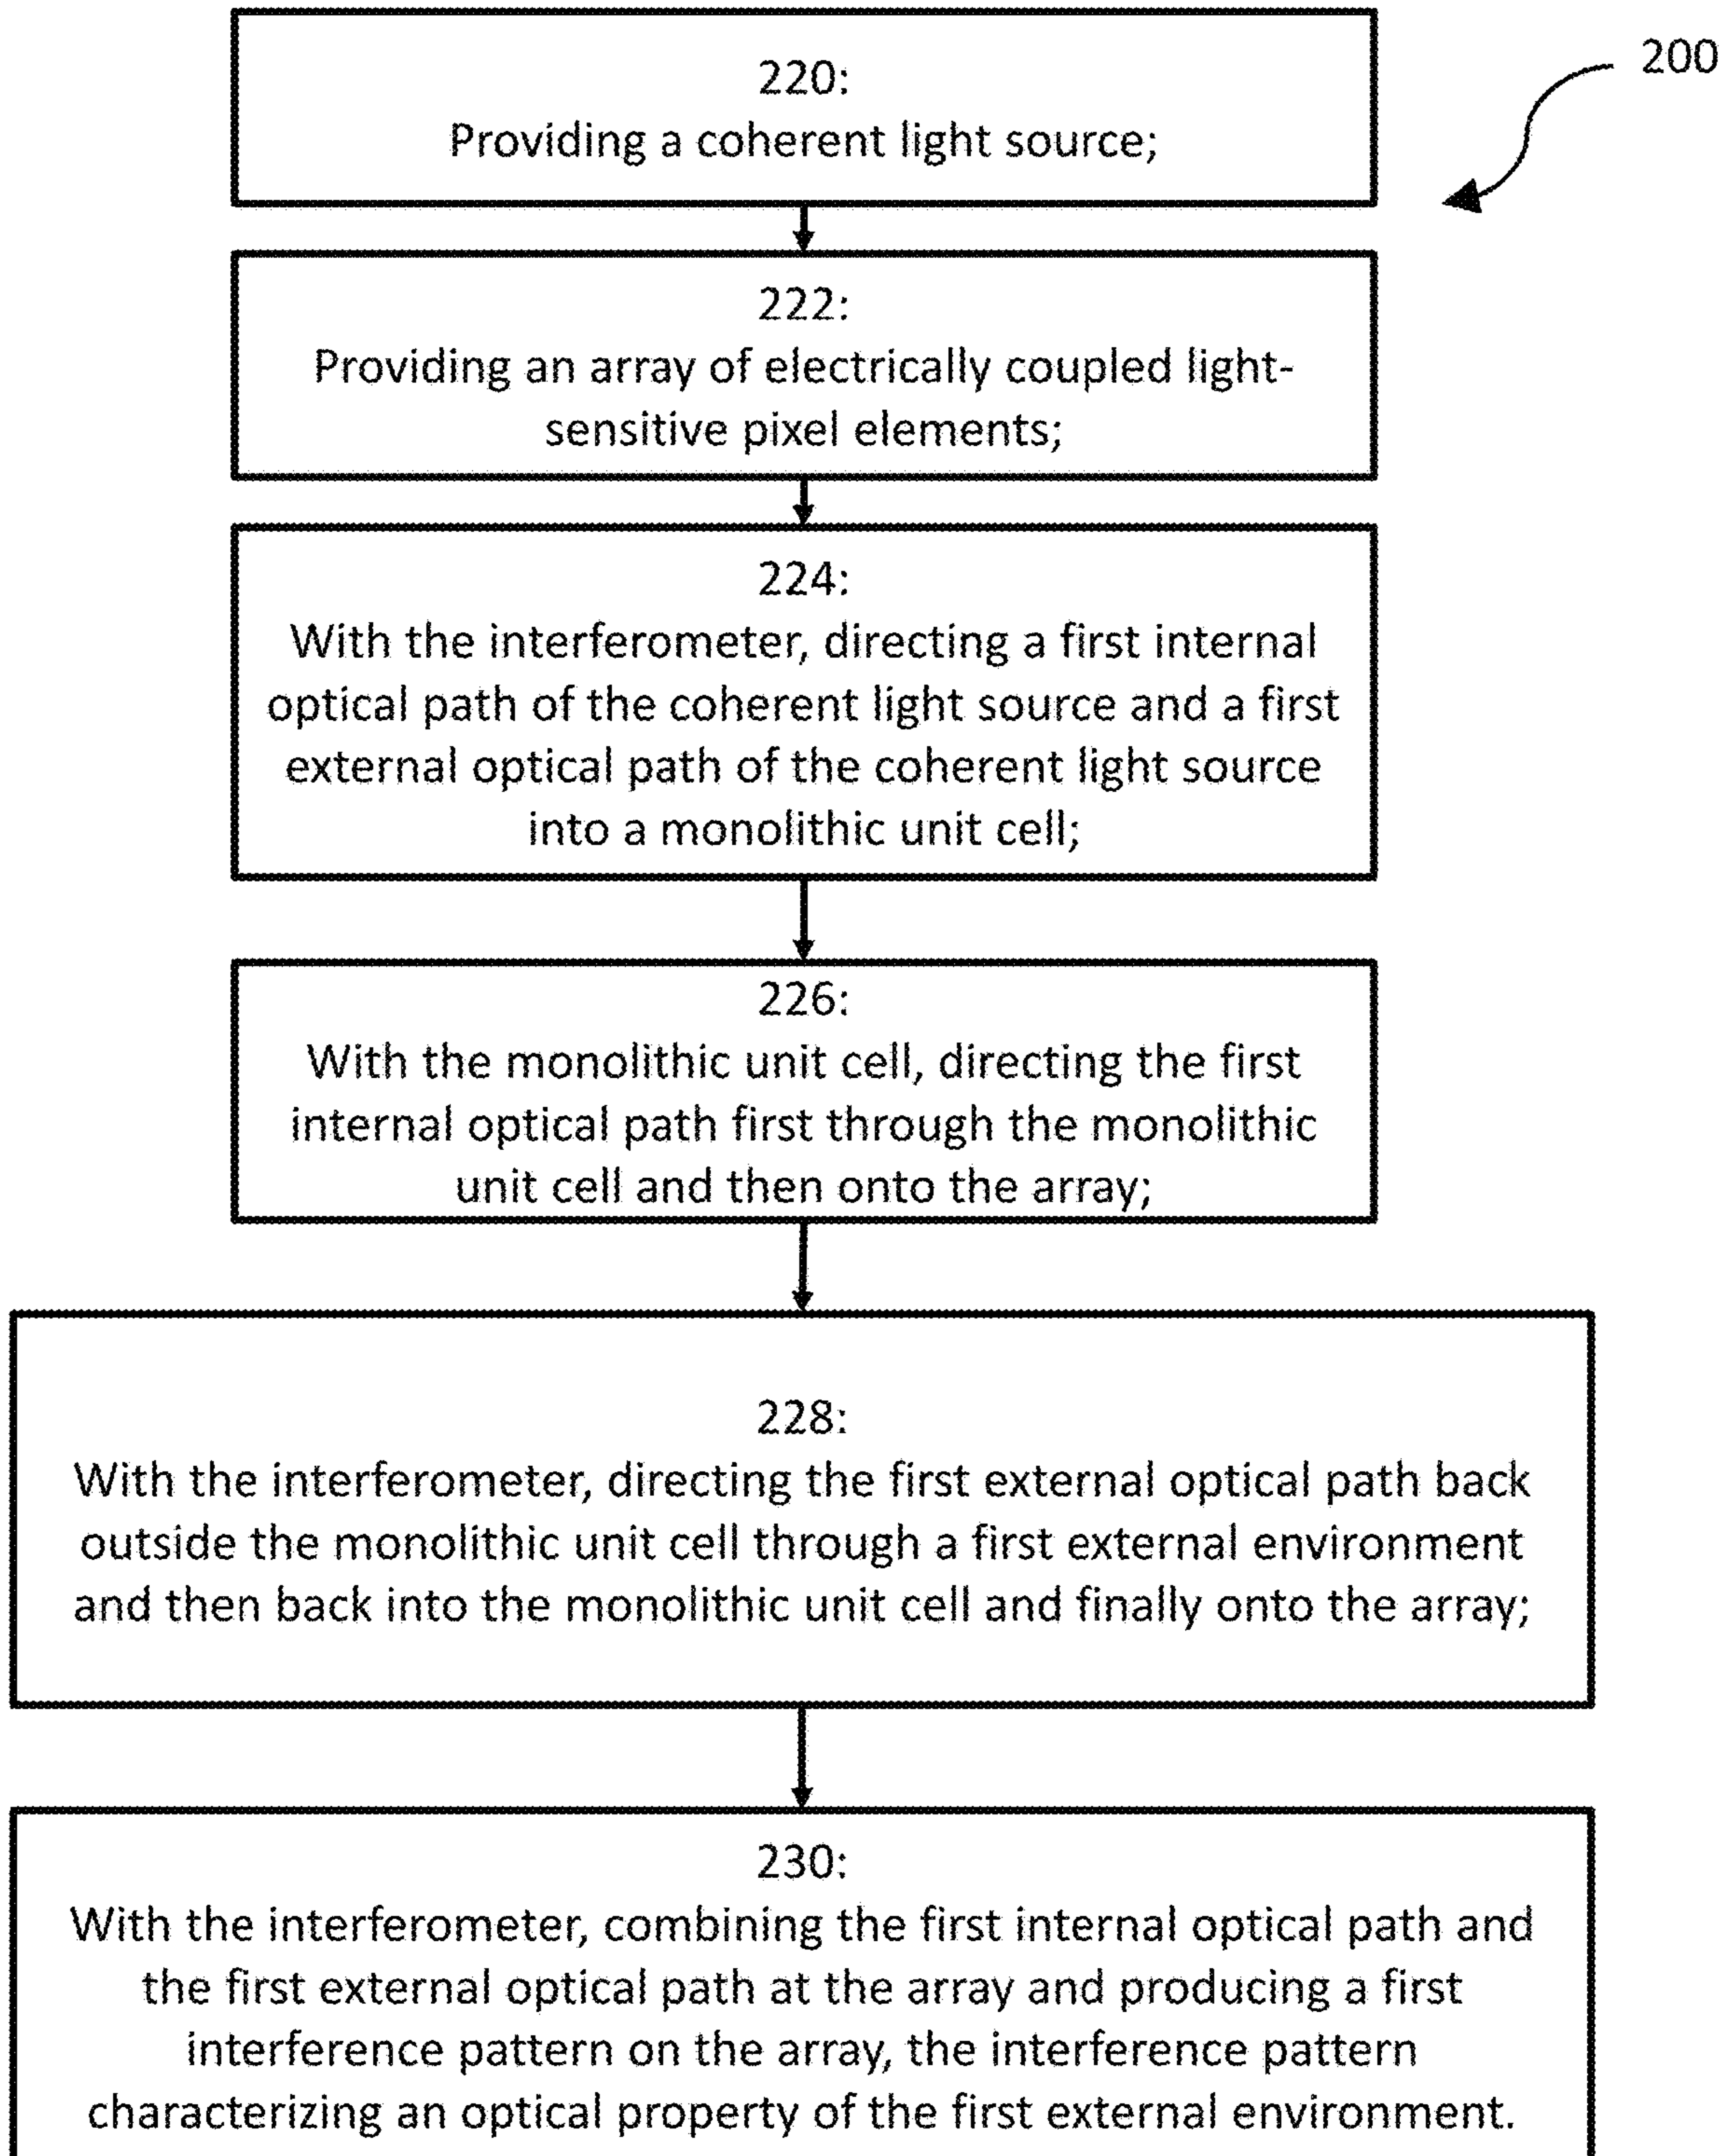 200
220:
Providing a coherent light source;
222:
Providing an array of electrically coupled light-
sensitive pixel elements;
224:
With the interferometer, directing a first internal
optical path of the coherent light source and a first
external optical path of the coherent light source
into a monolithic unit cell;
226:
With the monolithic unit cell, directing the first
internal optical path first through the monolithic
unit cell and then onto the array;
228:
With the interferometer, directing the first external optical path back
outside the monolithic unit cell through a first external environment
and then back into the monolithic unit cell and finally onto the array;
230:
With the interferometer, combining the first internal optical path and
the first external optical path at the array and producing a first
interference pattern on the array, the interference pattern
characterizing an optical property of the first external environment.